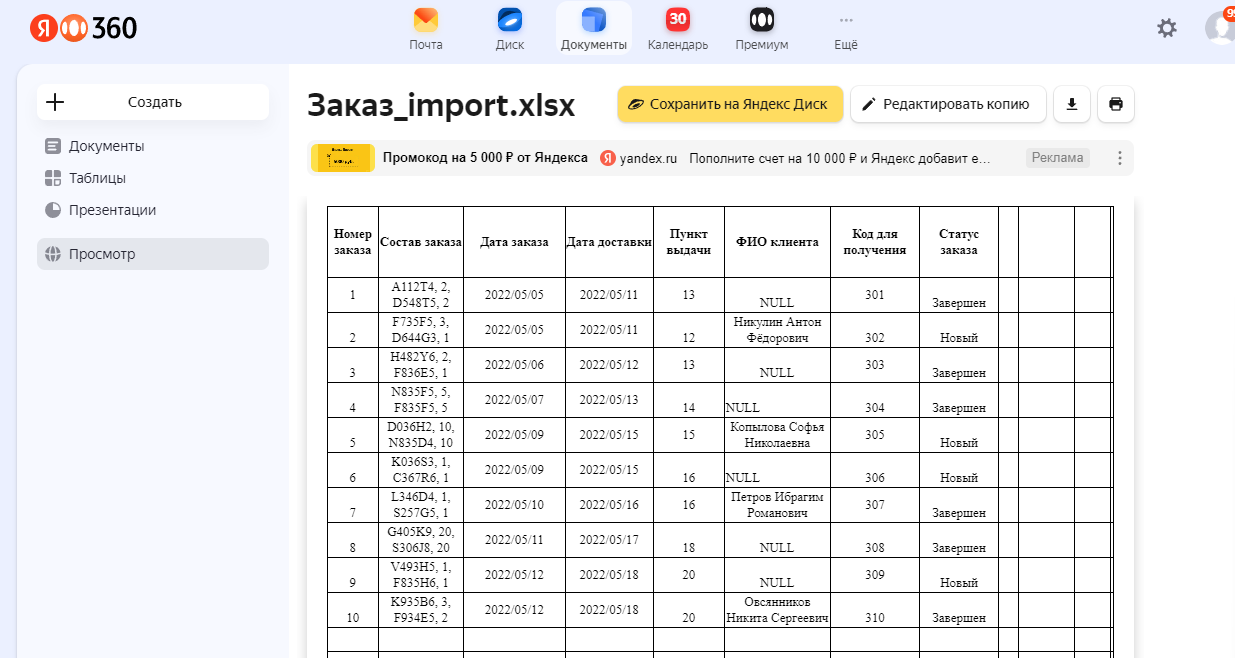 Я 360
Почта
Диск
Документы
30
Календарь
Премиум
Ещё
Создать
Документы
Таблицы
Презентации
Просмотр
Заказ_import.xlsx
Сохранить на Яндекс Диск
Редактировать копию
Промокод на 5 000 ₽ от Яндекса
Я yandex.ru
Пополните счет на 10 000 ₽ и Яндекс добавит е...
Реклама
Номер заказа Состав заказа Дата заказа Дата доставки Пункт выдачи ФИО клиента Код для получения Статус заказа
1 A112T4, 2, D548T5, 2 2022/05/05 2022/05/11 13 NULL 301 Завершен
2 F735F5, 3, D644G3, 1 2022/05/05 2022/05/11 12 Никулин Антон Фёдорович 302 Новый
3 H482Y6, 2, F836E5, 1 2022/05/06 2022/05/12 13 NULL 303 Завершен
4 N835F5, 5, F835F5, 5 2022/05/07 2022/05/13 14 NULL 304 Завершен
5 D036H2, 10, N835D4, 10 2022/05/09 2022/05/15 15 Копылова Софья Николаевна 305 Новый
6 K036S3, 1, C367R6, 1 2022/05/09 2022/05/15 16 NULL 306 Новый
7 L346D4, 1, S257G5, 1 2022/05/10 2022/05/16 16 Петров Ибрагим Романович 307 Завершен
8 G405K9, 20, S306J8, 20 2022/05/11 2022/05/17 18 NULL 308 Завершен
9 V493H5, 1, F835H6, 1 2022/05/12 2022/05/18 20 NULL 309 Новый
10 K935B6, 3, F934E5, 2 2022/05/12 2022/05/18 20 Овсянников Никита Сергеевич 310 Завершен